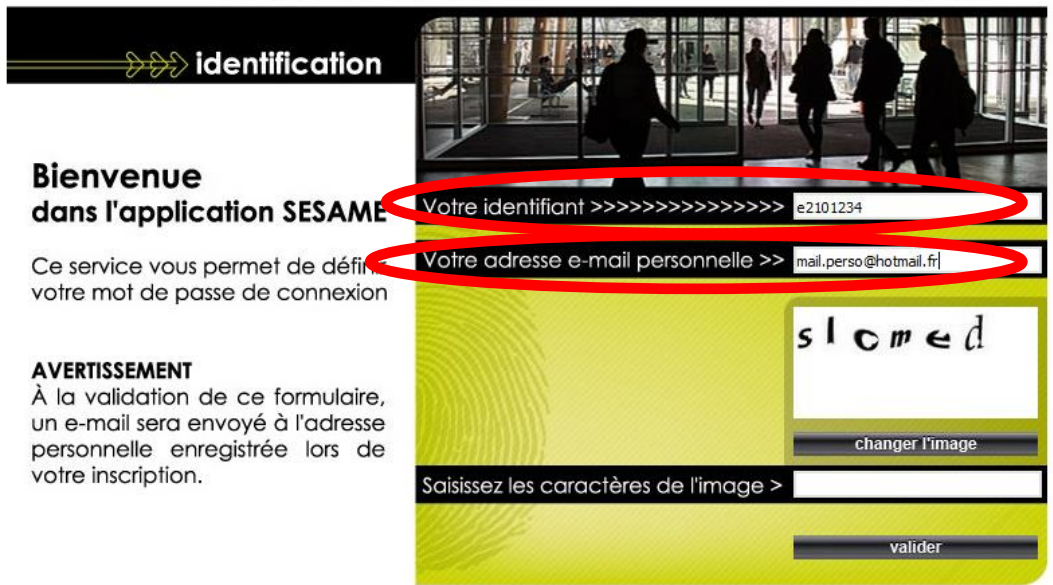 identification
Bienvenue
dans l'application SESAME
Ce service vous permet de définir
votre mot de passe de connexion
AVERTISSEMENT
À la validation de ce formulaire,
un e-mail sera envoyé à l'adresse
personnelle enregistrée lors de
votre inscription.
Votre identifiant >>>>>>>>>>>>>>> e2101234
Votre adresse e-mail personnelle >> mail.perso@hotmail.fr
s l c m e d
changer l'image
Saisissez les caractères de l'image >
valider